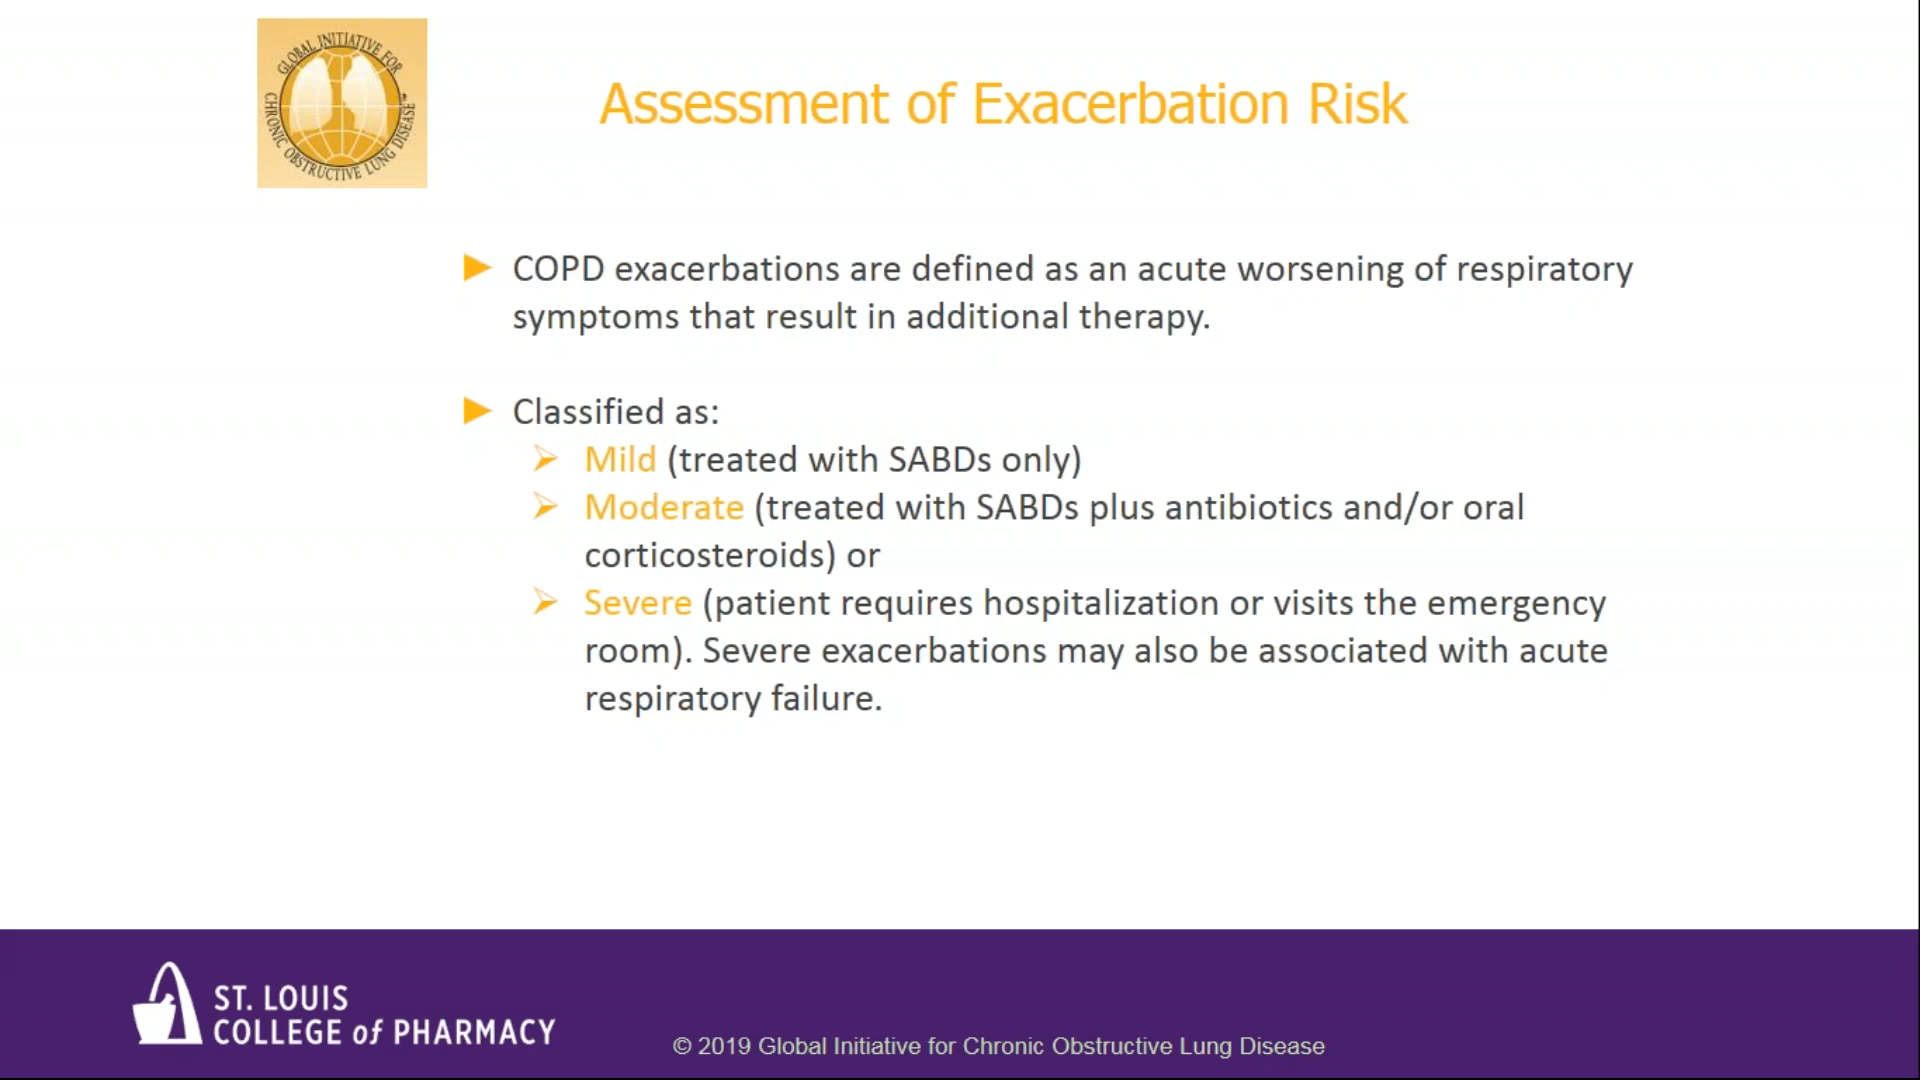 GLOBAL INITIATIVE FOR
CHRONIC OBSTRUCTIVE LUNG DISEASE
Assessment of Exacerbation Risk
► COPD exacerbations are defined as an acute worsening of respiratory
symptoms that result in additional therapy.
► Classified as:
➢ Mild (treated with SABDs only)
➢ Moderate (treated with SABDs plus antibiotics and/or oral
corticosteroids) or
➢ Severe (patient requires hospitalization or visits the emergency
room). Severe exacerbations may also be associated with acute
respiratory failure.
ST. LOUIS
COLLEGE of PHARMACY
© 2019 Global Initiative for Chronic Obstructive Lung Disease